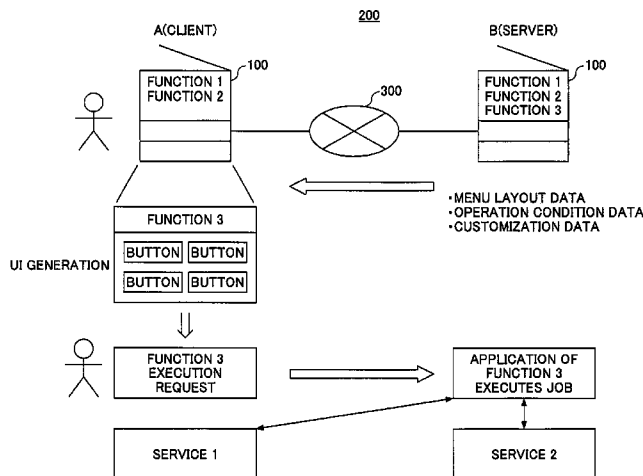 200
A(CLIENT)
B(SERVER)
100
100
FUNCTION 1
FUNCTION 2
FUNCTION 1
FUNCTION 2
FUNCTION 3
300
・MENU LAYOUT DATA
・OPERATION CONDITION DATA
・CUSTOMIZATION DATA
FUNCTION 3
UI GENERATION
BUTTON BUTTON
BUTTON BUTTON
FUNCTION 3
EXECUTION
REQUEST
APPLICATION OF
FUNCTION 3
EXECUTES JOB
SERVICE 1
SERVICE 2